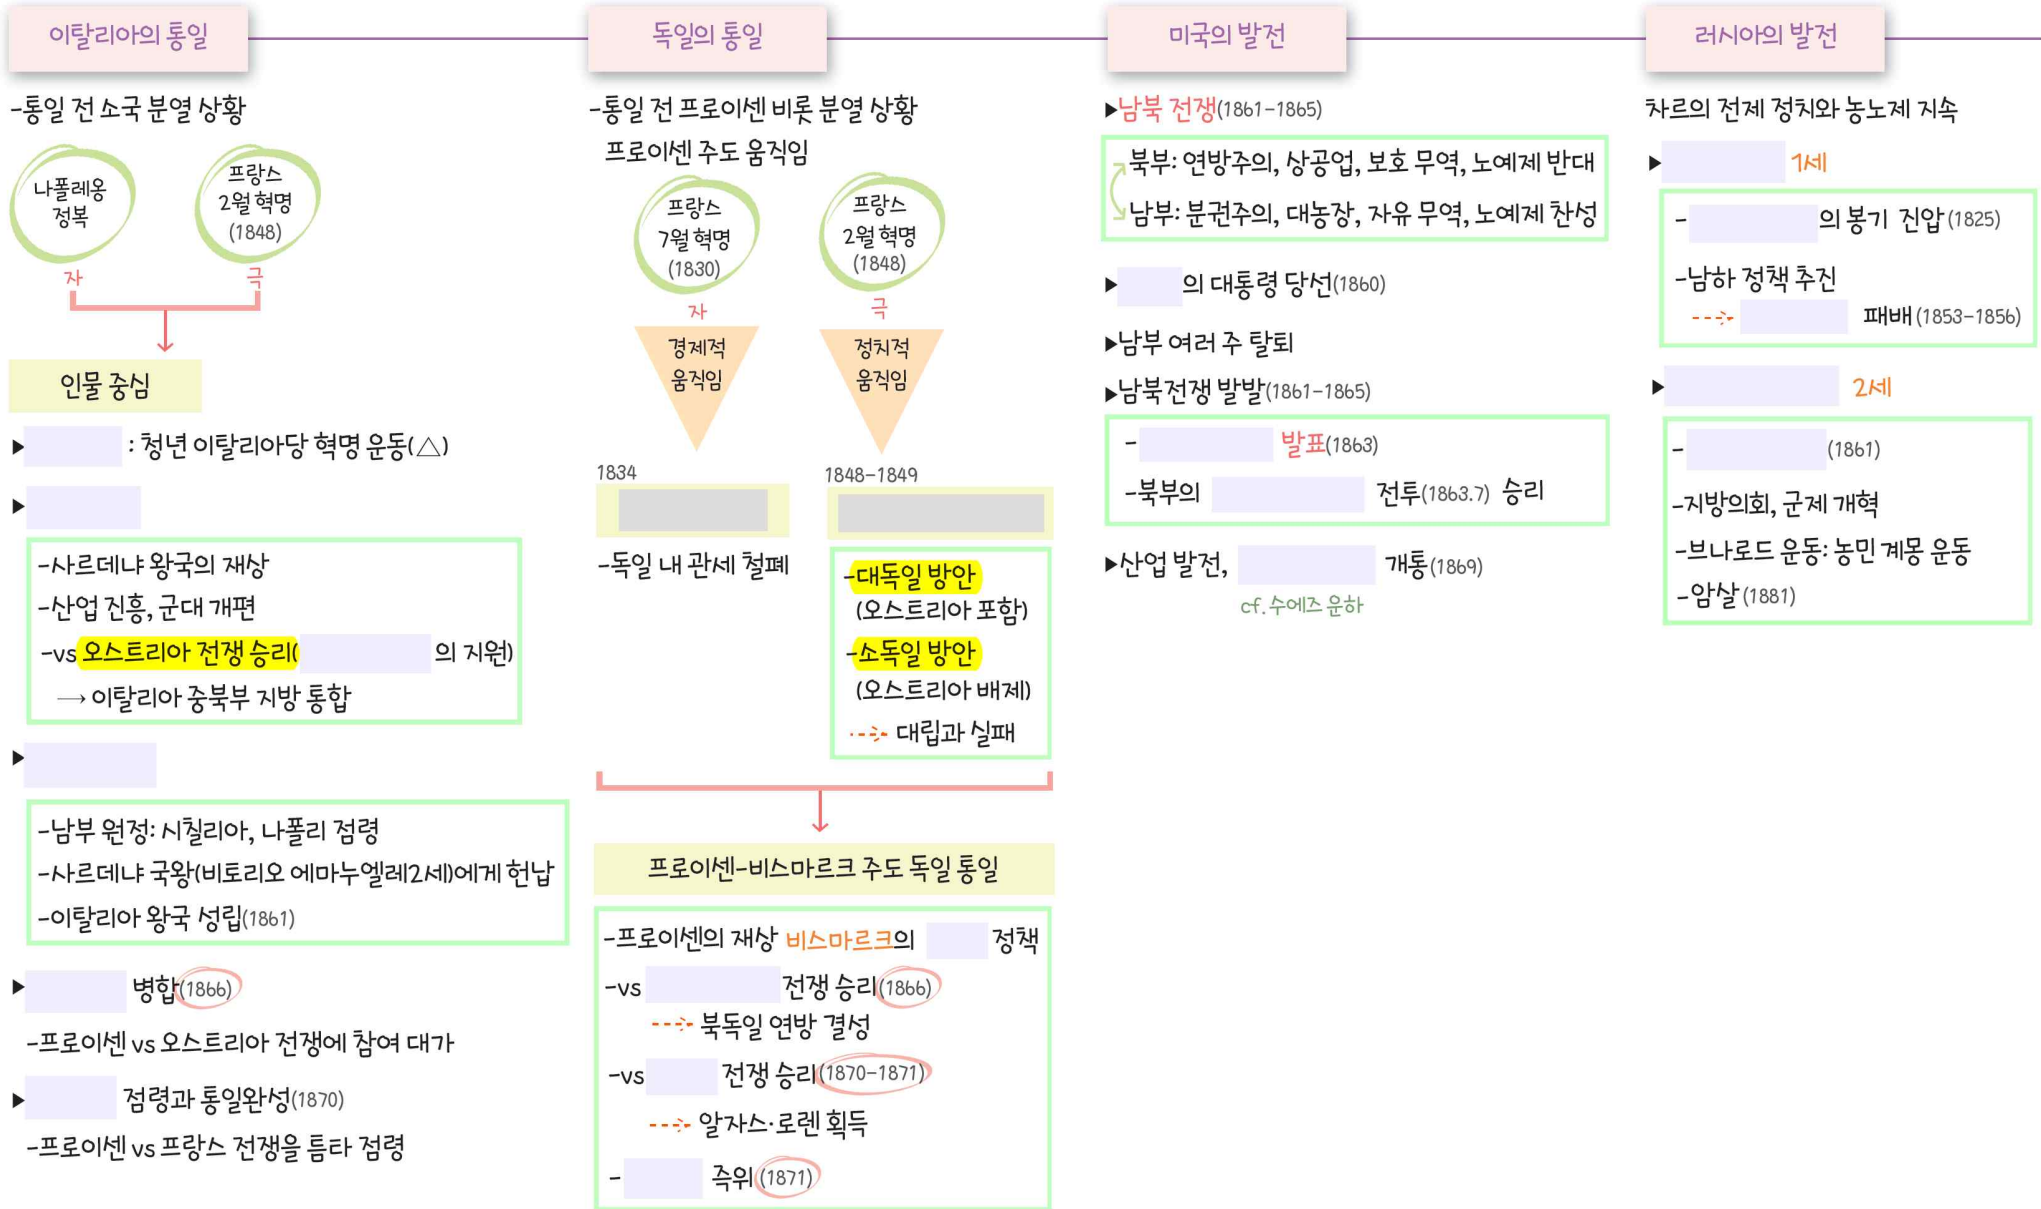 이탈리아의 통일
-통일 전 소국 분열 상황
나폴레옹
정복
프랑스
2월 혁명
(1848)
자
극
인물 중심
▶ : 청년 이탈리아당 혁명 운동(△)
▶
-사르데냐 왕국의 재상
-산업 진흥, 군대 개편
-vs 오스트리아 전쟁 승리( 의 지원)
→ 이탈리아 중북부 지방 통합
▶
-남부 원정: 시칠리아, 나폴리 점령
-사르데냐 국왕(비토리오 에마누엘레2세)에게 헌납
-이탈리아 왕국 성립(1861)
▶ 병합(1866)
-프로이센 vs 오스트리아 전쟁에 참여 대가
▶ 점령과 통일완성(1870)
-프로이센 vs 프랑스 전쟁을 틈타 점령
독일의 통일
-통일 전 프로이센 비롯 분열 상황
프로이센 주도 움직임
프랑스
7월 혁명
(1830)
자
경제적
움직임
1834
-독일 내 관세 철폐
프랑스
2월 혁명
(1848)
극
정치적
움직임
1848-1849
-대독일 방안
(오스트리아 포함)
-소독일 방안
(오스트리아 배제)
대립과 실패
프로이센-비스마르크 주도 독일 통일
-프로이센의 재상 비스마르크의 정책
-vs 전쟁 승리(1866)
북독일 연방 결성
-vs 전쟁 승리(1870-1871)
알자스·로렌 획득
- 즉위(1871)
미국의 발전
▶남북 전쟁(1861-1865)
북부: 연방주의, 상공업, 보호 무역, 노예제 반대
남부: 분권주의, 대농장, 자유 무역, 노예제 찬성
▶ 의 대통령 당선(1860)
▶남부 여러 주 탈퇴
▶남북전쟁 발발(1861-1865)
- 발표(1863)
-북부의 전투(1863.7) 승리
▶산업 발전, 개통(1869)
cf. 수에즈 운하
러시아의 발전
차르의 전제 정치와 농노제 지속
▶ 1세
- 의 봉기 진압(1825)
-남하 정책 추진
패배(1853-1856)
▶ 2세
- (1861)
-지방의회, 군제 개혁
-브나로드 운동: 농민 계몽 운동
-암살(1881)